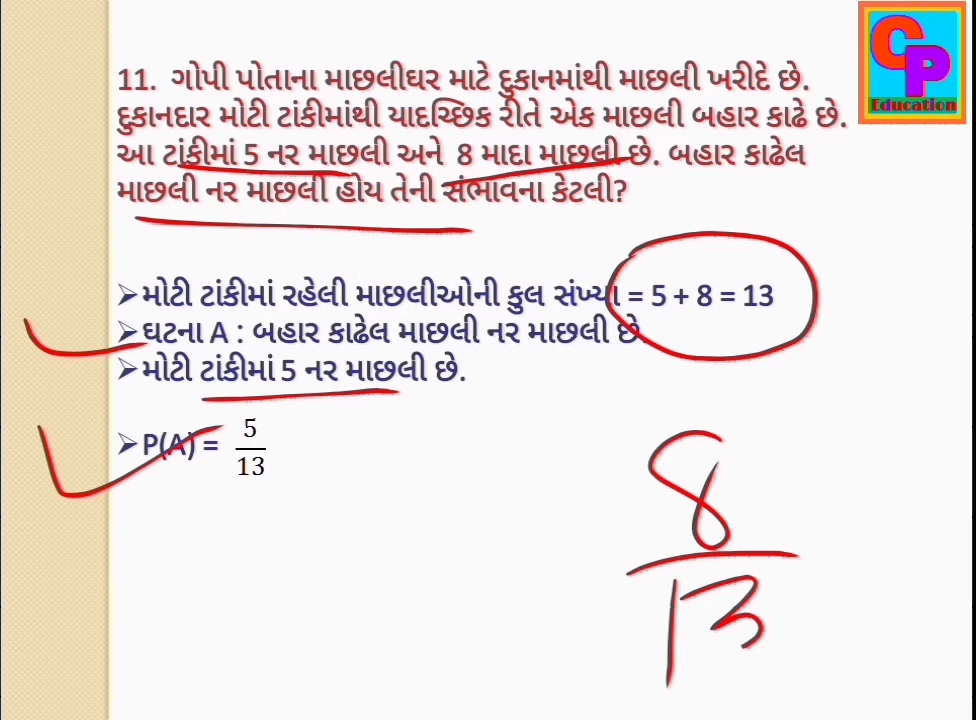 CP
Education
11. ગોપી પોતાના માછલીઘર માટે દુકાનમાંથી માછલી ખરીદે છે.
દુકાનદાર મોટી ટાંકીમાંથી યાદચ્છિક રીતે એક માછલી બહાર કાઢે છે.
આ ટાંકીમાં 5 નર માછલી અને 8 માદા માછલી છે. બહાર કાઢેલ
માછલી નર માછલી હોય તેની સંભાવના કેટલી?
➢મોટી ટાંકીમાં રહેલી માછલીઓની કુલ સંખ્યા = 5 + 8 = 13
➢ઘટના A : બહાર કાઢેલ માછલી નર માછલી છે.
➢મોટી ટાંકીમાં 5 નર માછલી છે.
➢P(A) = 5/13
8
13